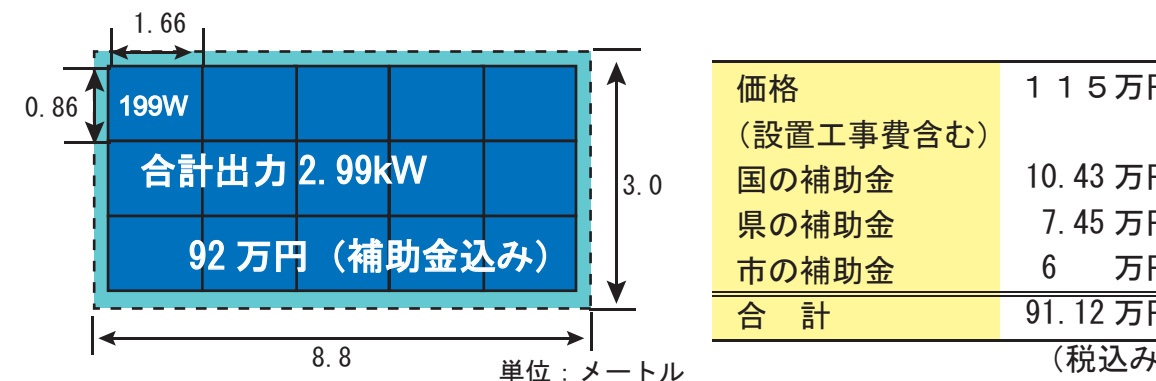 1.66
0.86
199W
合計出力 2.99kW
92 万円（補助金込み）
3.0
8.8
単位：メートル
価格 １１５万円
（設置工事費含む）
国の補助金 10.43 万円
県の補助金 7.45 万円
市の補助金 6 万円
合　計 91.12 万円
（税込み